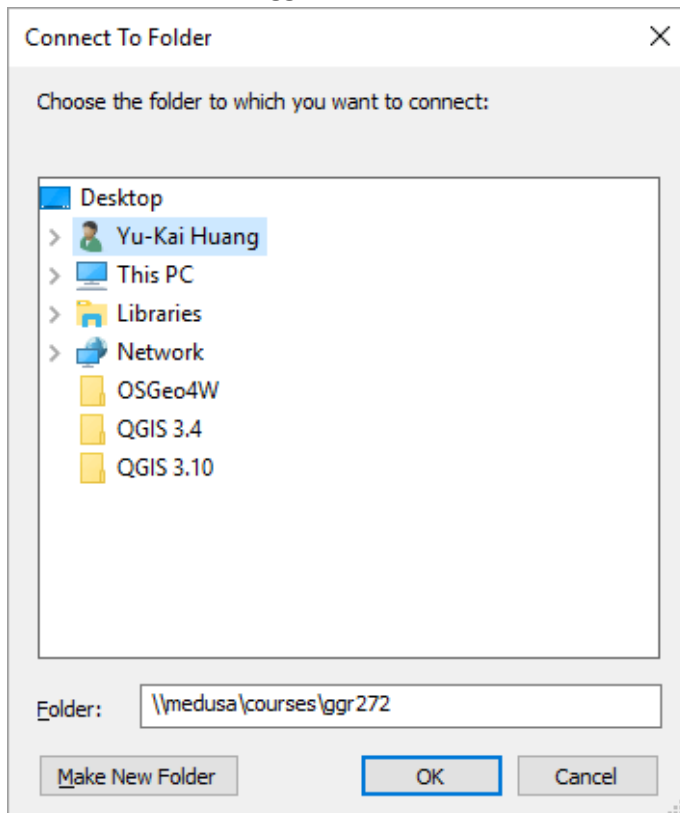 Connect To Folder
Choose the folder to which you want to connect:
Desktop
Yu-Kai Huang
This PC
Libraries
Network
OSGeo4W
QGIS 3.4
QGIS 3.10
Folder: \\medusa\courses\ggr272
Make New Folder OK Cancel